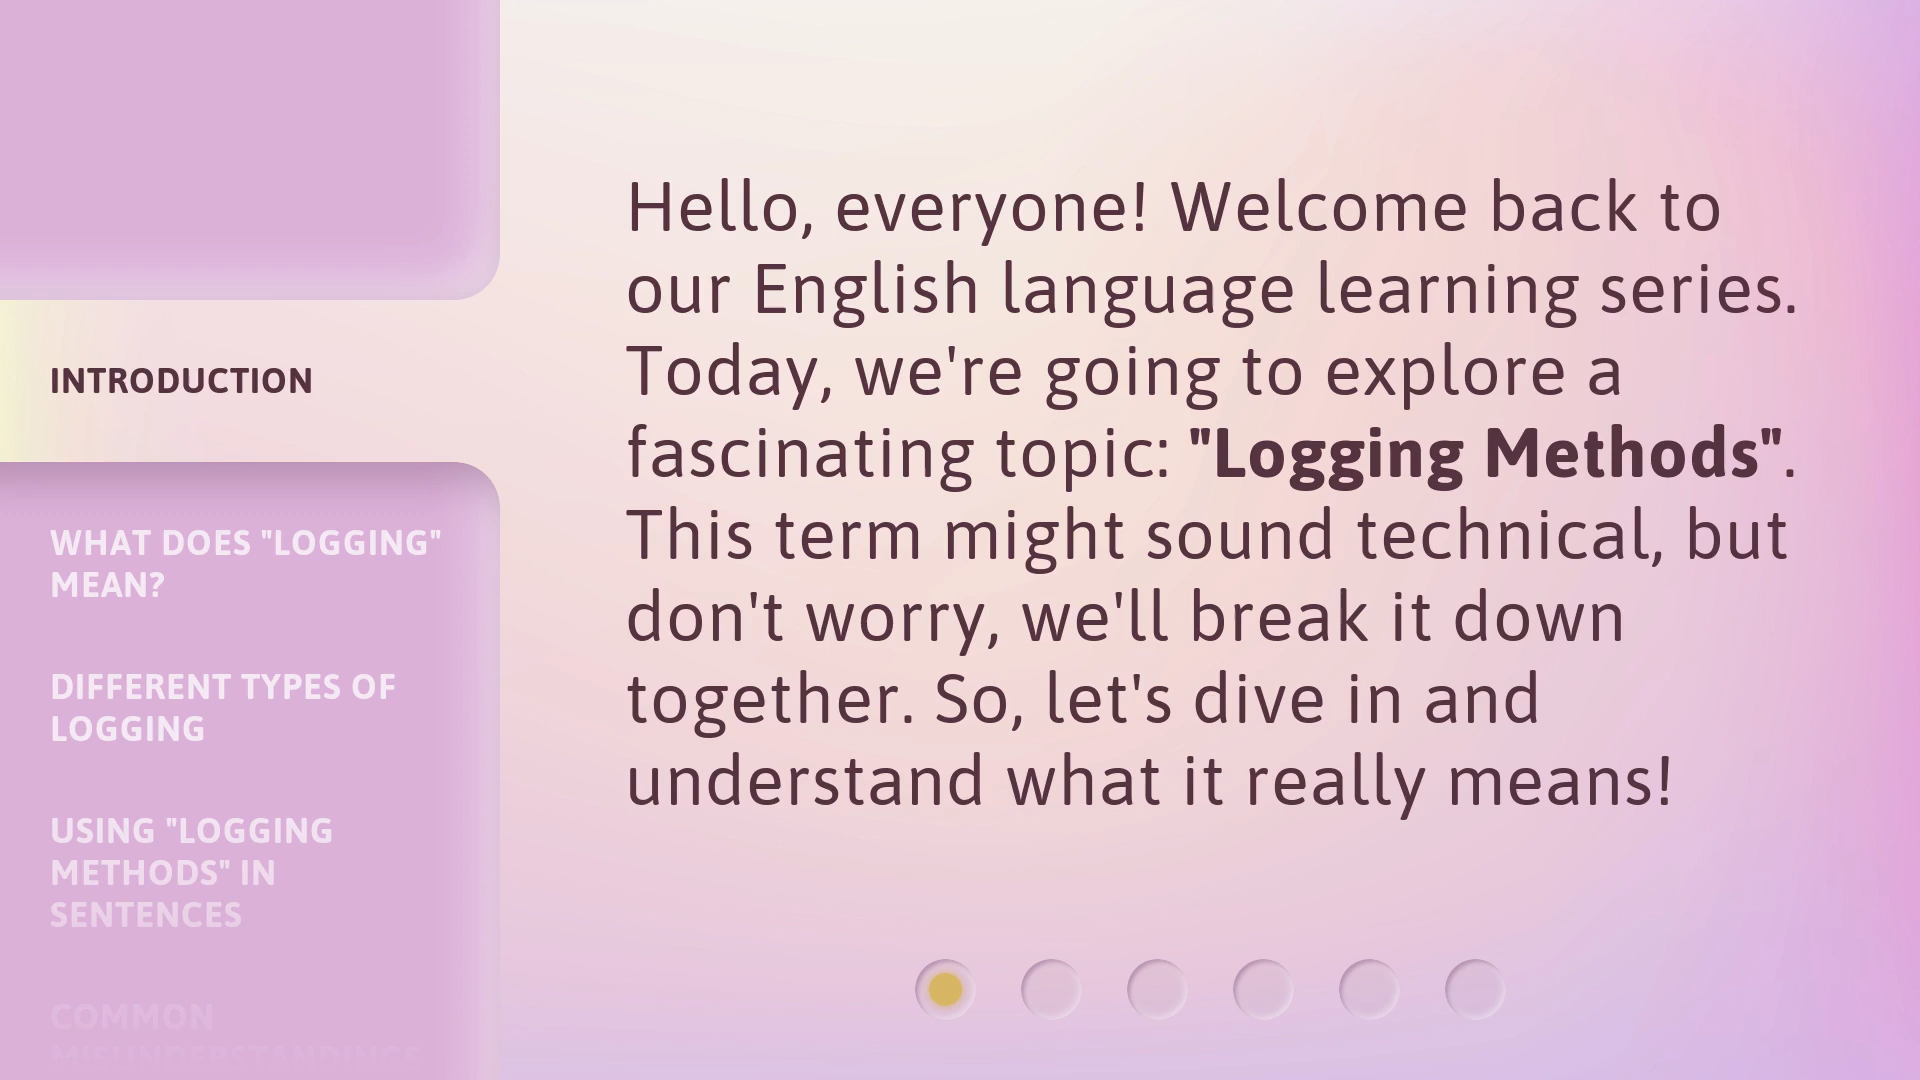 INTRODUCTION
WHAT DOES "LOGGING"
MEAN?
DIFFERENT TYPES OF
LOGGING
USING "LOGGING
METHODS" IN
SENTENCES
COMMON
MISUNDERSTANDINGS
Hello, everyone! Welcome back to
our English language learning series.
Today, we're going to explore a
fascinating topic: "Logging Methods".
This term might sound technical, but
don't worry, we'll break it down
together. So, let's dive in and
understand what it really means!